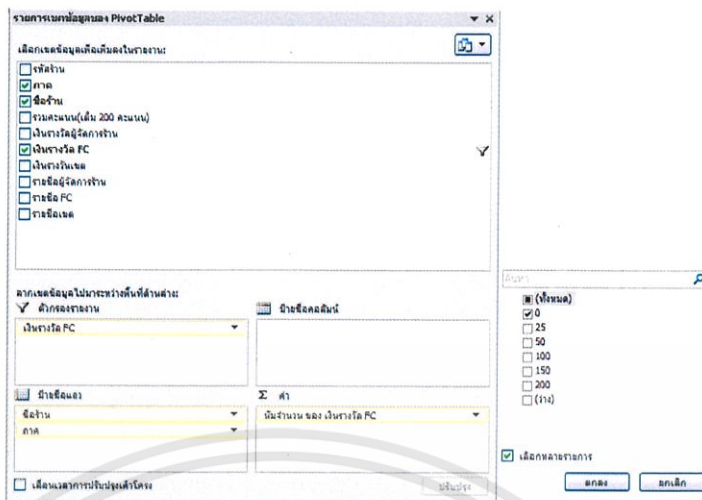 รายการเขตข้อมูลของ PivotTable
เลือกเขตข้อมูลเพื่อเพิ่มลงในรายงาน:
รหัสร้าน
ภาค
ชื่อร้าน
รวมคะแนน(เต็ม 200 คะแนน)
เงินรางวัลผู้จัดการร้าน
เงินรางวัล FC
เงินรางวัลเขต
รายชื่อผู้จัดการร้าน
รายชื่อ FC
รายชื่อเขต
ลากเขตข้อมูลไปมาระหว่างพื้นที่ด้านล่าง:
ตัวกรองรายงาน
ป้ายชื่อคอลัมน์
เงินรางวัล FC
ป้ายชื่อแถว
Σ ค่า
ชื่อร้าน
ภาค
นับจำนวน ของ เงินรางวัล FC
เลื่อนเวลาการปรับปรุงเค้าโครง
ปรับปรุง
ค้นหา
(ทั้งหมด)
0
25
50
100
150
200
(ว่าง)
เลือกหลายรายการ
ตกลง
ยกเลิก